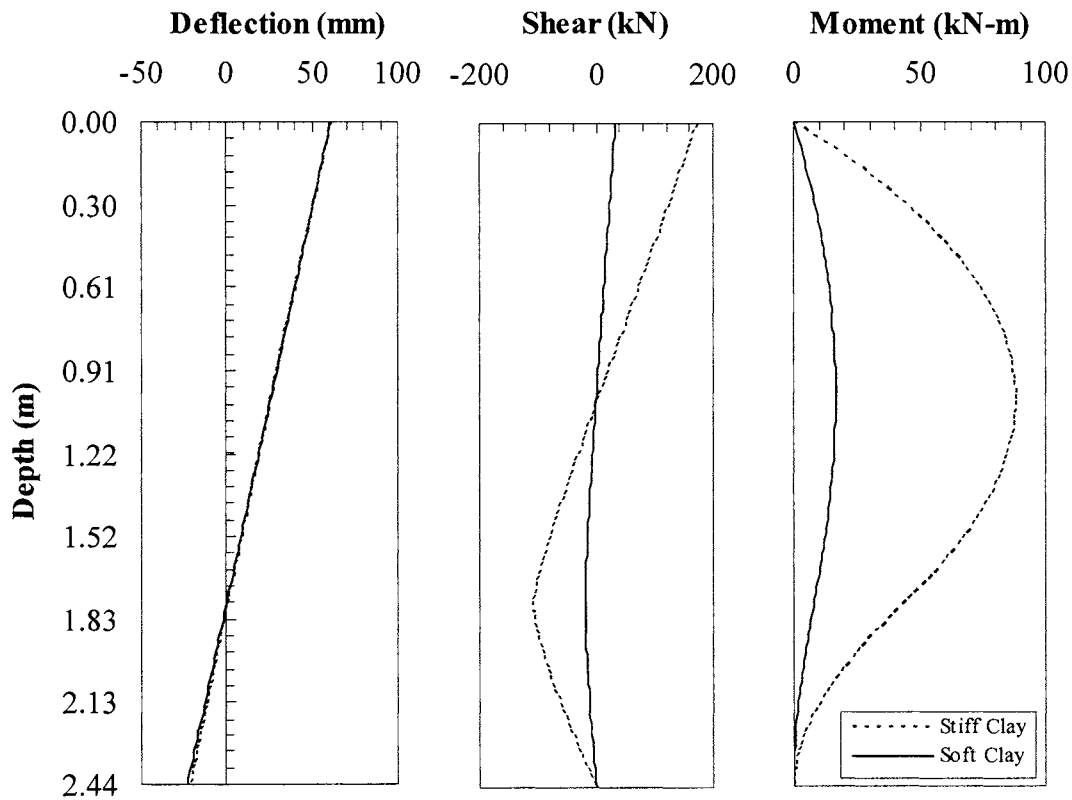 Deflection (mm)
Shear (kN)
Moment (kN-m)
-50 0 50 100
-200 0 200
0 50 100
0.00
0.30
0.61
0.91
1.22
1.52
1.83
2.13
2.44
Depth (m)
Stiff Clay
Soft Clay